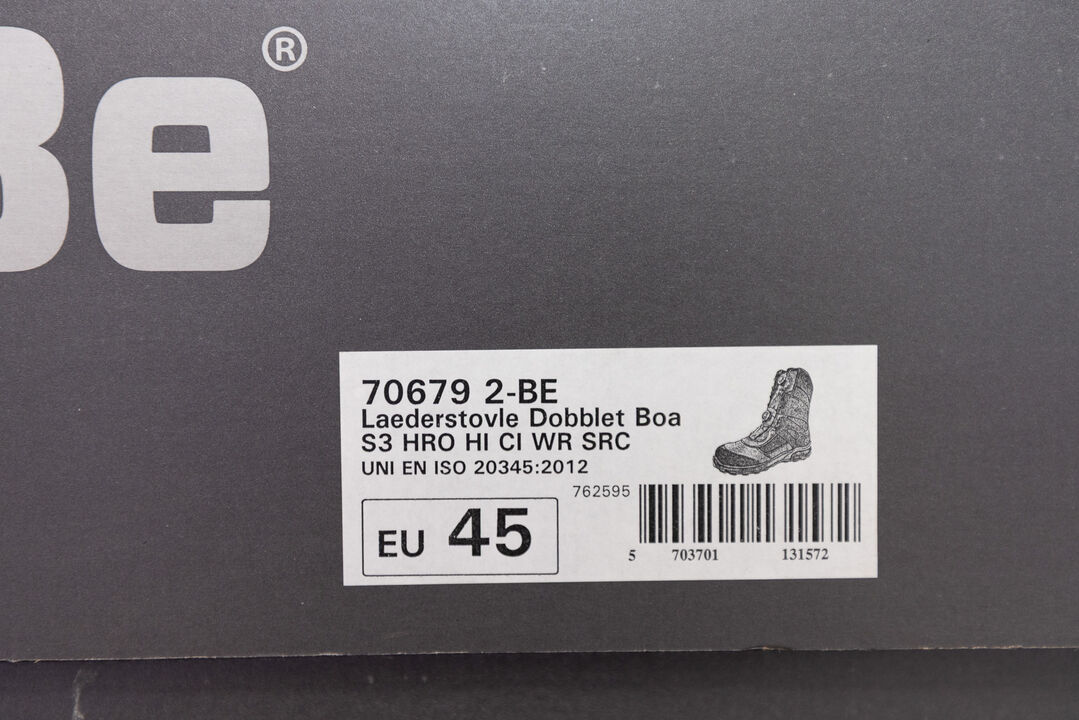 Be®
70679 2-BE
Laederstovle Dobblet Boa
S3 HRO HI CI WR SRC
UNI EN ISO 20345:2012
762595
EU 45
5 703701 131572